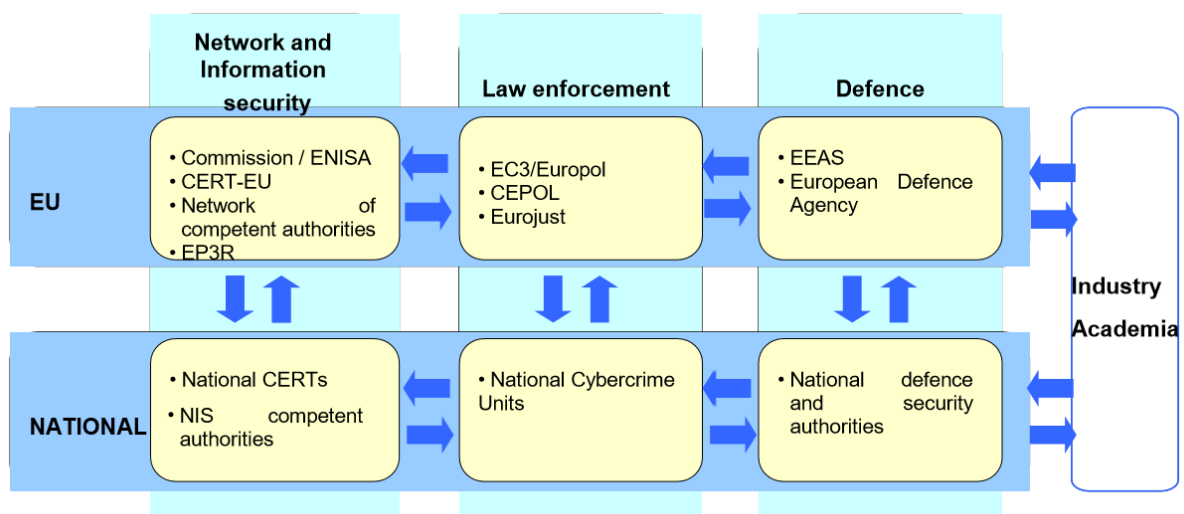 Network and
Information
security
Law enforcement
Defence
EU
• Commission / ENISA
• CERT-EU
• Network of
competent authorities
• EP3R
• EC3/Europol
• CEPOL
• Eurojust
• EEAS
• European Defence
Agency
Industry
Academia
NATIONAL
• National CERTs
• NIS competent
authorities
• National Cybercrime
Units
• National defence
and security
authorities